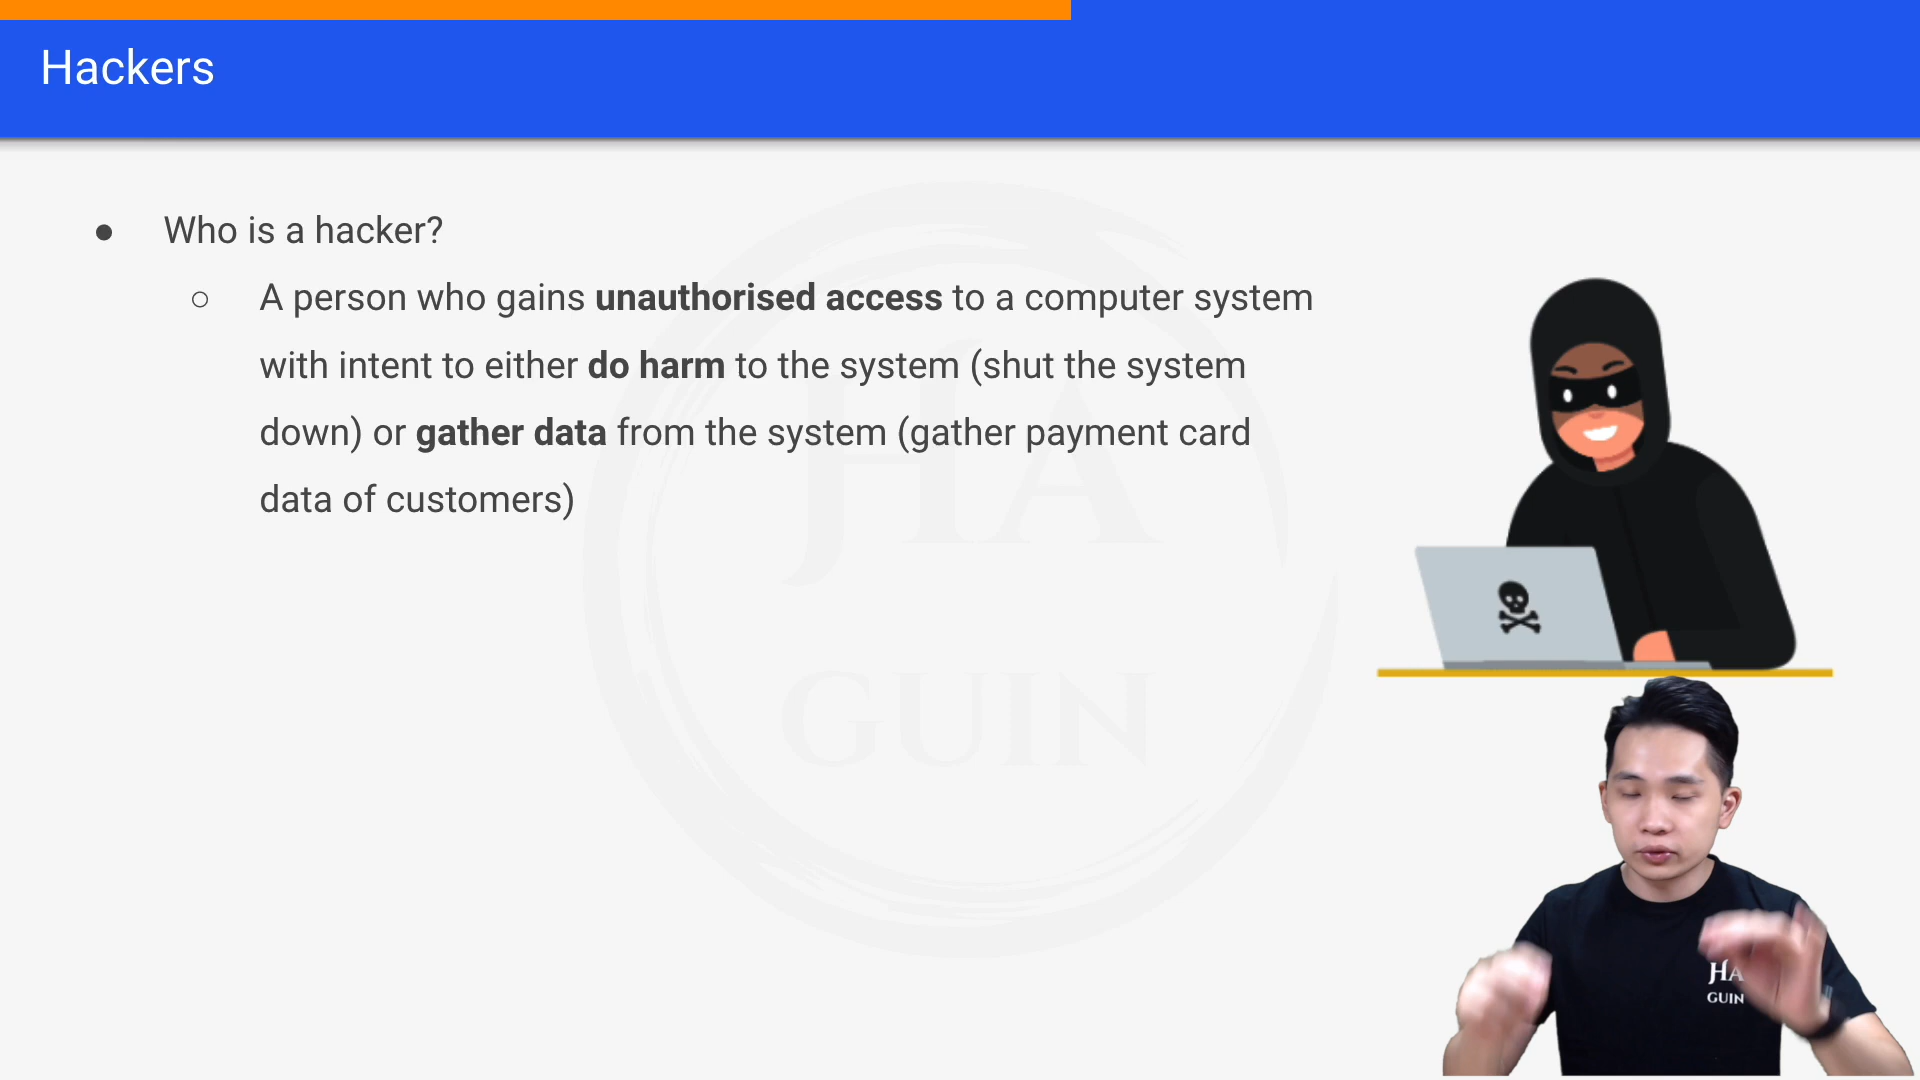 Hackers
● Who is a hacker?
○ A person who gains unauthorised access to a computer system
with intent to either do harm to the system (shut the system
down) or gather data from the system (gather payment card
data of customers)
HA
GUIN
HA
GUIN